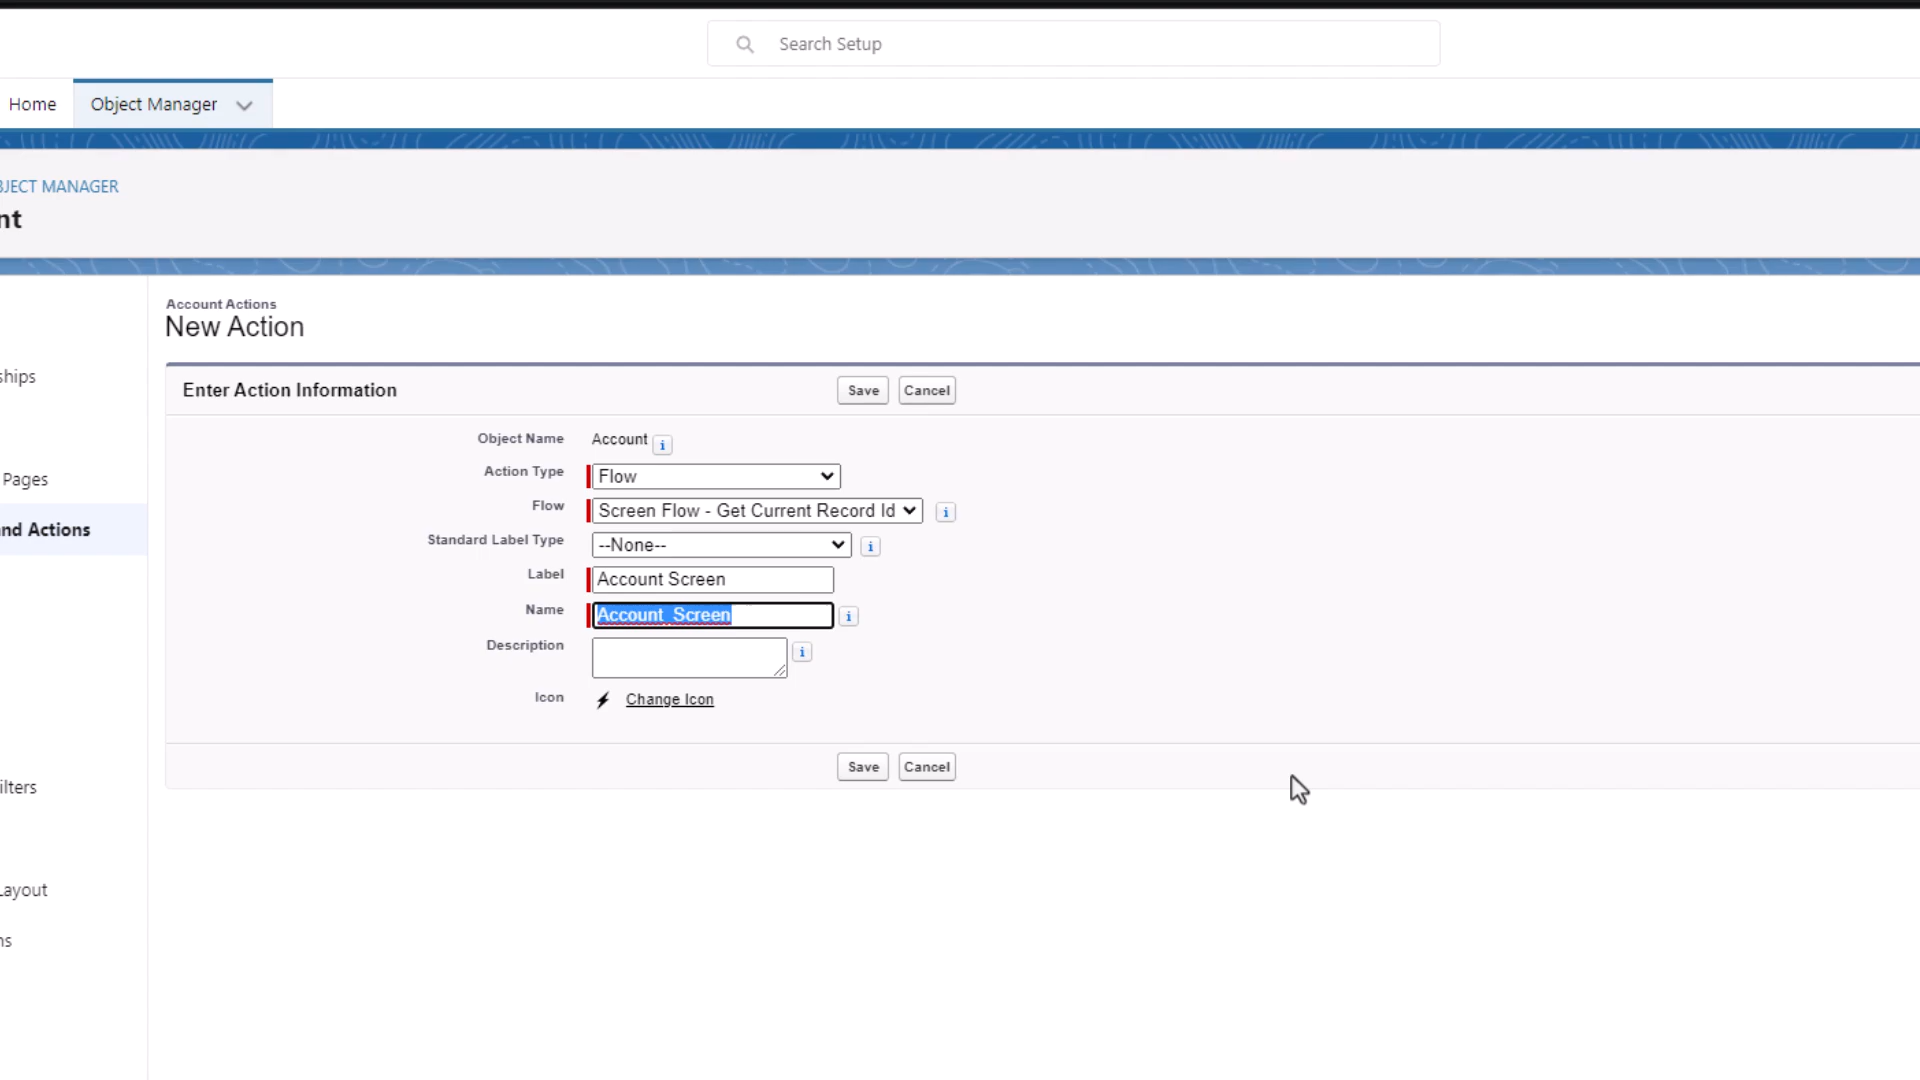 Search Setup
Home
Object Manager
BJECT MANAGER
nt
ships
Pages
nd Actions
ilters
Layout
ns
Account Actions
New Action
Enter Action Information
Save Cancel
Object Name Account i
Action Type Flow
Flow Screen Flow - Get Current Record Id i
Standard Label Type --None-- i
Label Account Screen
Name Account_Screen i
Description i
Icon Change Icon
Save Cancel